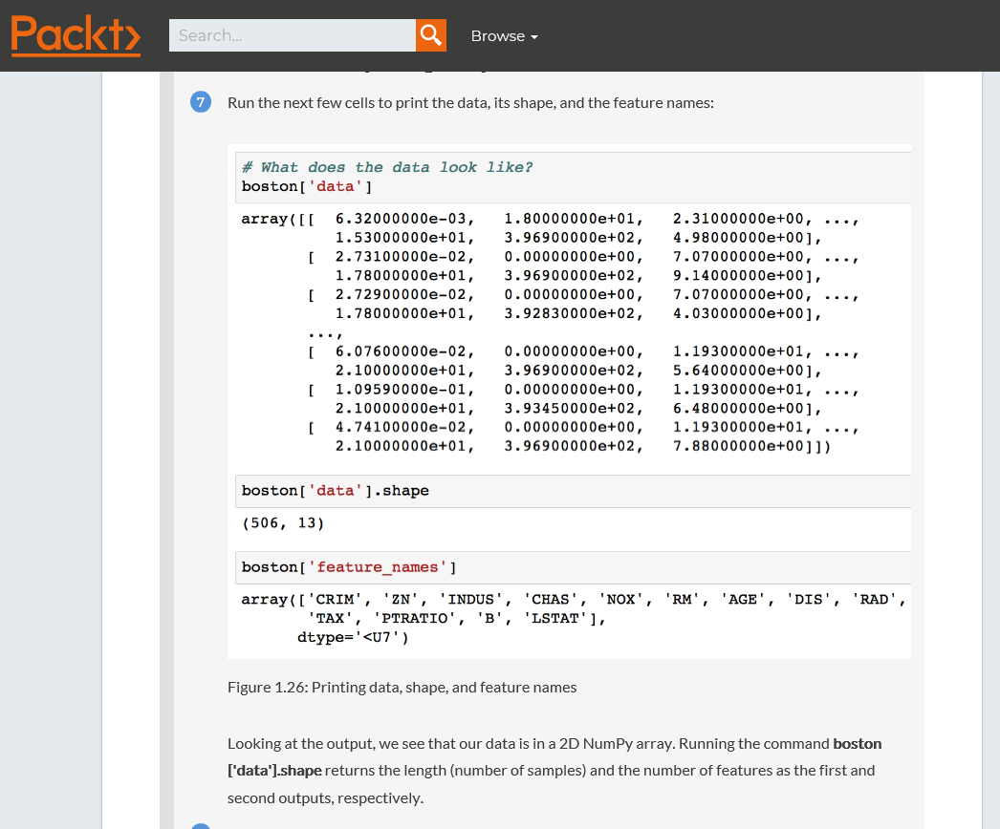 Packt>
Search...
Browse
7
Run the next few cells to print the data, its shape, and the feature names:
# What does the data look like?
boston['data']
array([[ 6.32000000e-03, 1.80000000e+01, 2.31000000e+00, ...,
1.53000000e+01, 3.96900000e+02, 4.98000000e+00],
[ 2.73100000e-02, 0.00000000e+00, 7.07000000e+00, ...,
1.78000000e+01, 3.96900000e+02, 9.14000000e+00],
[ 2.72900000e-02, 0.00000000e+00, 7.07000000e+00, ...,
1.78000000e+01, 3.92830000e+02, 4.03000000e+00],
...,
[ 6.07600000e-02, 0.00000000e+00, 1.19300000e+01, ...,
2.10000000e+01, 3.96900000e+02, 5.64000000e+00],
[ 1.09590000e-01, 0.00000000e+00, 1.19300000e+01, ...,
2.10000000e+01, 3.93450000e+02, 6.48000000e+00],
[ 4.74100000e-02, 0.00000000e+00, 1.19300000e+01, ...,
2.10000000e+01, 3.96900000e+02, 7.88000000e+00]])
boston['data'].shape
(506, 13)
boston['feature_names']
array(['CRIM', 'ZN', 'INDUS', 'CHAS', 'NOX', 'RM', 'AGE', 'DIS', 'RAD',
'TAX', 'PTRATIO', 'B', 'LSTAT'],
dtype='<U7')
Figure 1.26: Printing data, shape, and feature names
Looking at the output, we see that our data is in a 2D NumPy array. Running the command boston
['data'].shape returns the length (number of samples) and the number of features as the first and
second outputs, respectively.